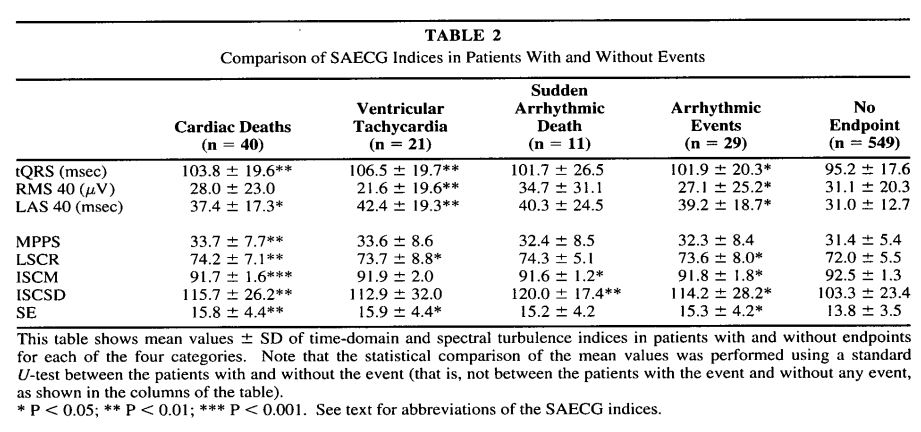 TABLE 2
Comparison of SAECG Indices in Patients With and Without Events
Cardiac Deaths (n = 40) Ventricular Tachycardia (n = 21) Sudden Arrhythmic Death (n = 11) Arrhythmic Events (n = 29) No Endpoint (n = 549)
tQRS (msec) 103.8 ± 19.6** 106.5 ± 19.7** 101.7 ± 26.5 101.9 ± 20.3* 95.2 ± 17.6
RMS 40 (μV) 28.0 ± 23.0 21.6 ± 19.6** 34.7 ± 31.1 27.1 ± 25.2* 31.1 ± 20.3
LAS 40 (msec) 37.4 ± 17.3* 42.4 ± 19.3** 40.3 ± 24.5 39.2 ± 18.7* 31.0 ± 12.7
MPPS 33.7 ± 7.7** 33.6 ± 8.6 32.4 ± 8.5 32.3 ± 8.4 31.4 ± 5.4
LSCR 74.2 ± 7.1** 73.7 ± 8.8* 74.3 ± 5.1 73.6 ± 8.0* 72.0 ± 5.5
ISCM 91.7 ± 1.6*** 91.9 ± 2.0 91.6 ± 1.2* 91.8 ± 1.8* 92.5 ± 1.3
ISCSD 115.7 ± 26.2** 112.9 ± 32.0 120.0 ± 17.4** 114.2 ± 28.2* 103.3 ± 23.4
SE 15.8 ± 4.4** 15.9 ± 4.4* 15.2 ± 4.2 15.3 ± 4.2* 13.8 ± 3.5
This table shows mean values ± SD of time-domain and spectral turbulence indices in patients with and without endpoints
for each of the four categories. Note that the statistical comparison of the mean values was performed using a standard
U-test between the patients with and without the event (that is, not between the patients with the event and without any event,
as shown in the columns of the table).
* P < 0.05; ** P < 0.01; *** P < 0.001. See text for abbreviations of the SAECG indices.